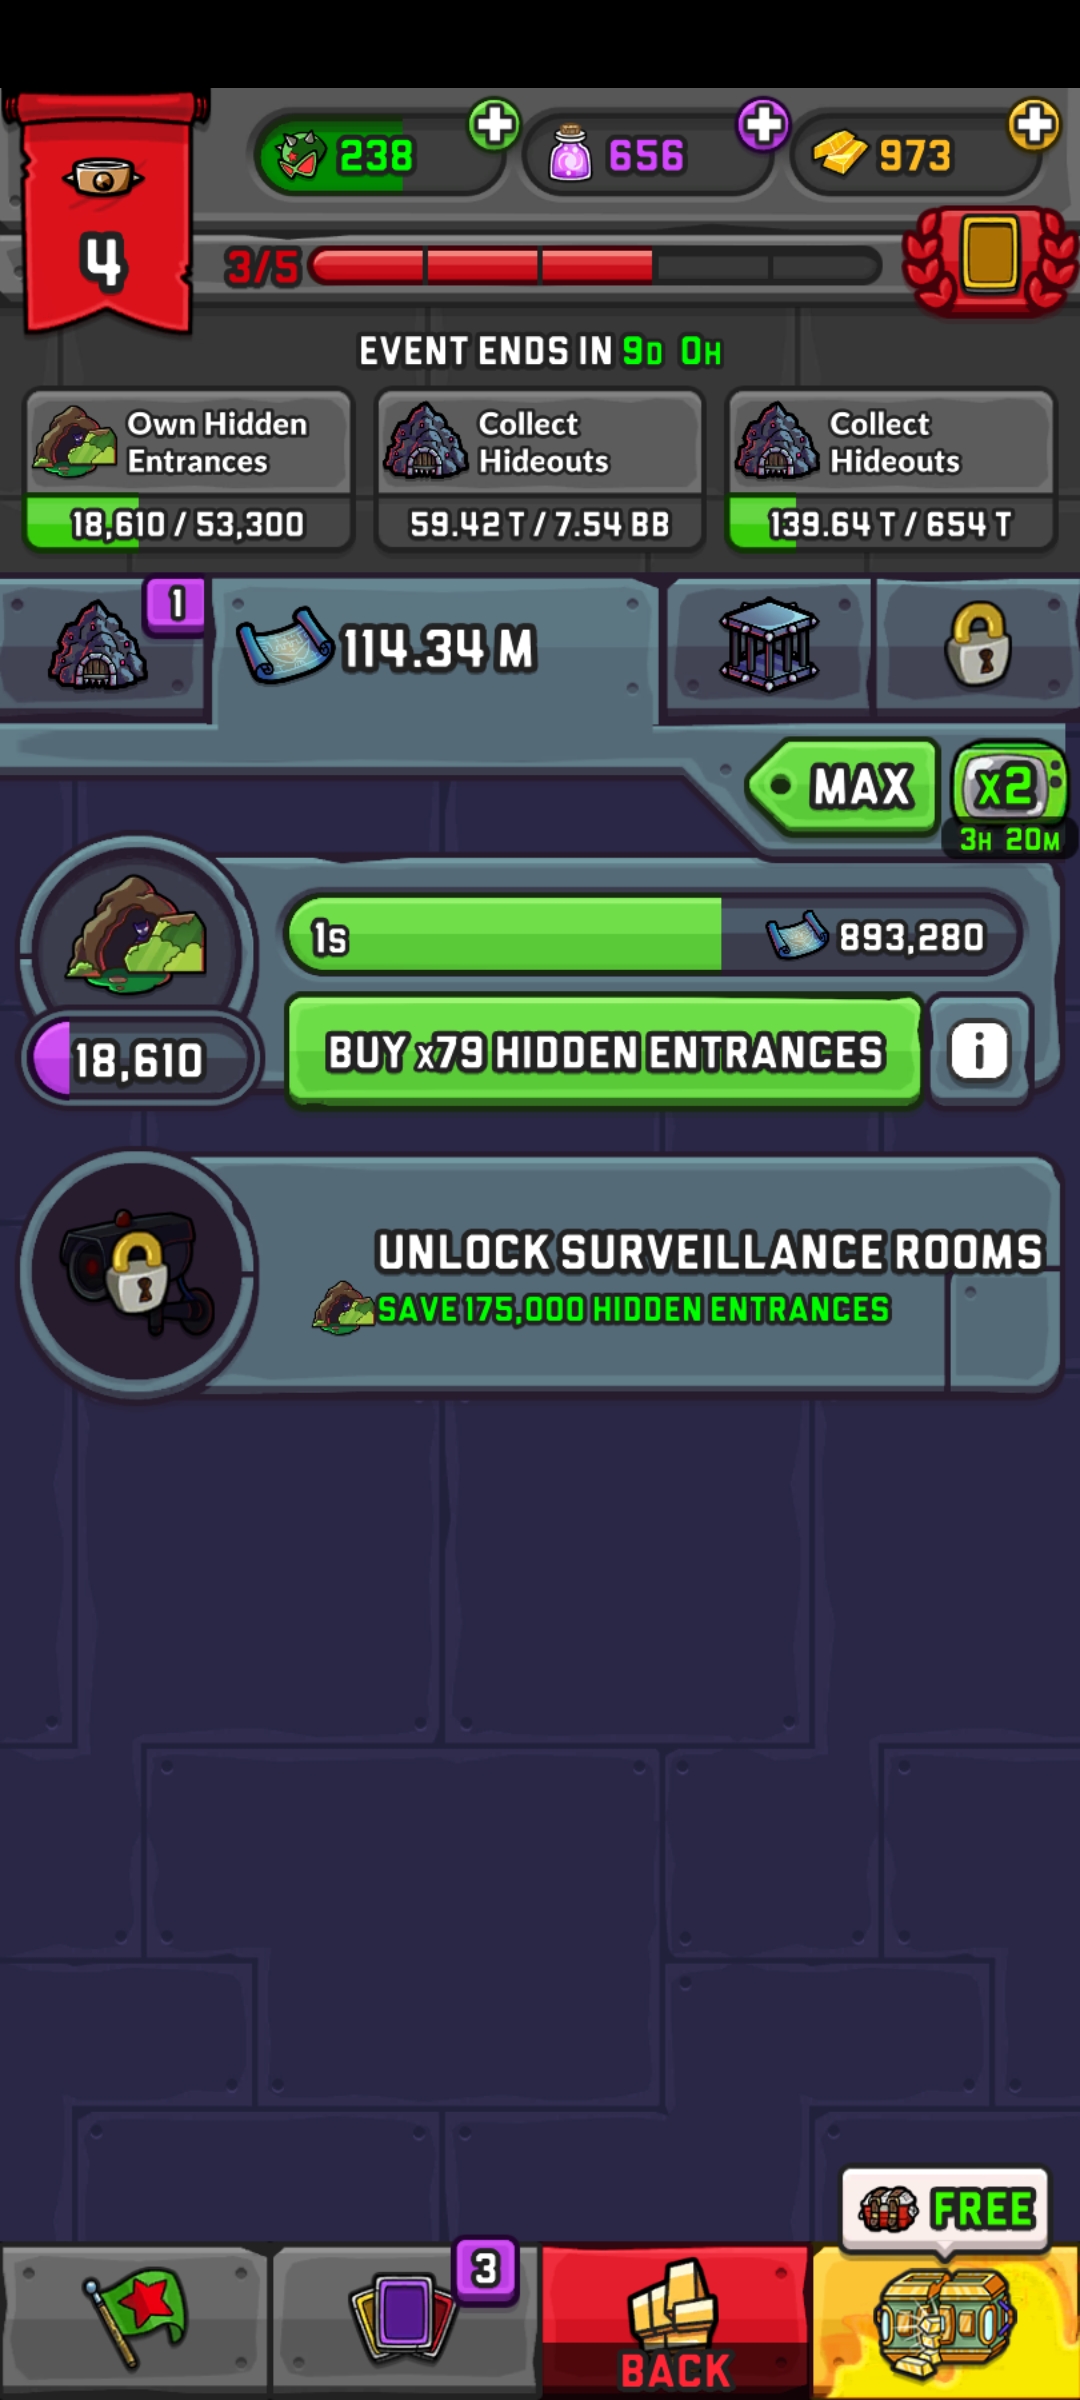 238
656
973
4
3/5
EVENT ENDS IN 9D 0H
Own Hidden
Entrances
18,610 / 53,300
Collect
Hideouts
59.42 T / 7.54 BB
Collect
Hideouts
139.64 T / 654 T
1
114.34 M
MAX
x2
3H 20M
1s
893,280
18,610
BUY x79 HIDDEN ENTRANCES
i
UNLOCK SURVEILLANCE ROOMS
SAVE 175,000 HIDDEN ENTRANCES
FREE
3
BACK